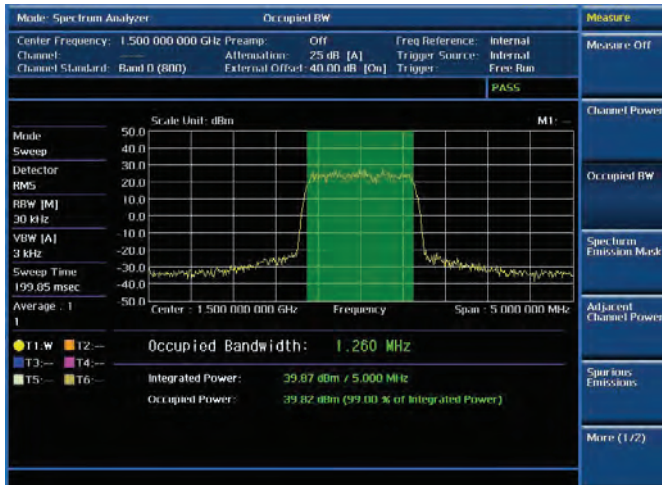 Mode: Spectrum Analyzer Occupied BW
Center Frequency: 1.500 000 000 GHz Preamp: Off Freq Reference: Internal
Channel: Attenuation: 25 dB [A] Trigger Source: Internal
Channel Standard: Band 0 (800) External Offset: 40.00 dB [On] Trigger: Free Run
PASS
Scale Unit: dBm M1: --
Mode
Sweep
Detector
RMS
RBW [M]
30 kHz
VBW [A]
3 kHz
Sweep Time
199.85 msec
Average : 1
1
T1:W T2:--
T3:-- T4:--
T5:-- T6:--
50.0
40.0
30.0
20.0
10.0
0.0
-10.0
-20.0
-30.0
-40.0
-50.0
Center : 1.500 000 000 GHz Frequency Span : 5.000 000 MHz
Occupied Bandwidth: 1.260 MHz
Integrated Power: 39.87 dBm / 5.000 MHz
Occupied Power: 39.82 dBm (99.00 % of Integrated Power)
Measure
Measure Off
Channel Power
Occupied BW
Specturm
Emission Mask
Adjacent
Channel Power
Spurious
Emissions
More (1/2)